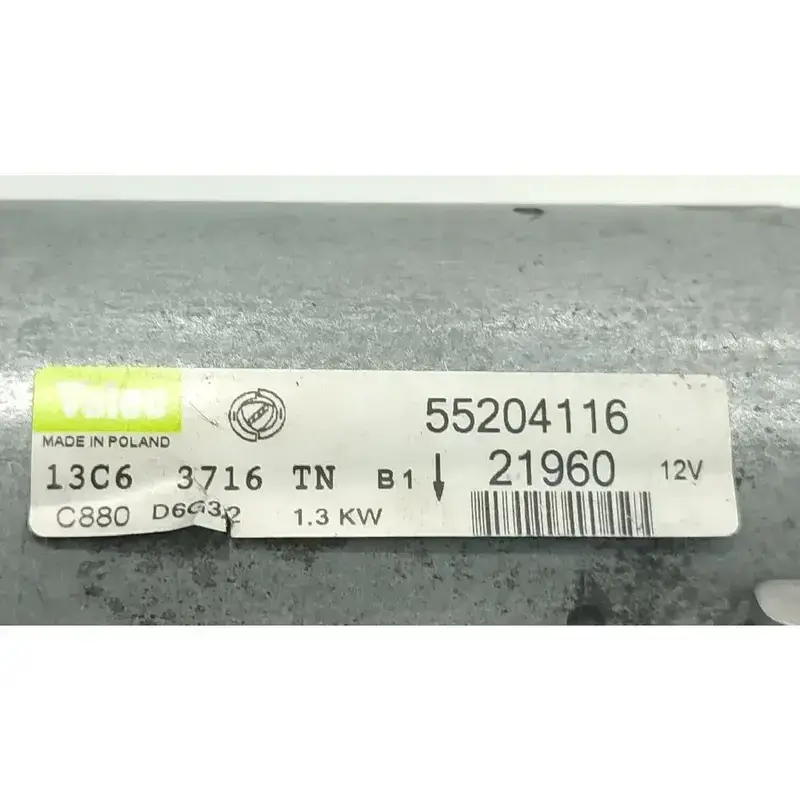 Valeo
MADE IN POLAND
55204116
13C6 3716 TN B1 ↓ 21960 12V
C880 D6G32 1.3 KW